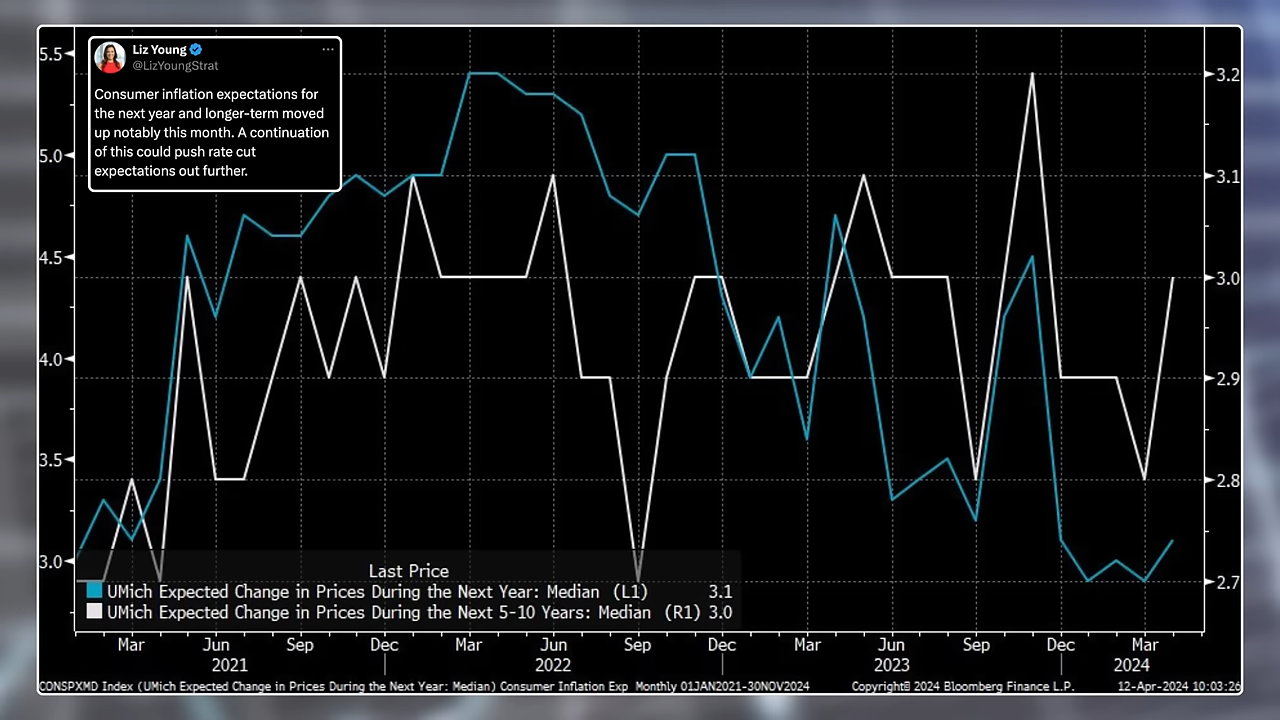 Liz Young
@LizYoungStrat
Consumer inflation expectations for
the next year and longer-term moved
up notably this month. A continuation
of this could push rate cut
expectations out further.
5.5
5.0
4.5
4.0
3.5
3.0
3.2
3.1
3.0
2.9
2.8
2.7
Last Price
UMich Expected Change in Prices During the Next Year: Median (L1) 3.1
UMich Expected Change in Prices During the Next 5-10 Years: Median (R1) 3.0
Mar Jun Sep Dec Mar Jun Sep Dec Mar Jun Sep Dec Mar
2021 2022 2023 2024
CONSPXMD Index (UMich Expected Change in Prices During the Next Year: Median) Consumer Inflation Exp Monthly 01JAN2021-30NOV2024 Copyright© 2024 Bloomberg Finance L.P. 12-Apr-2024 10:03:26